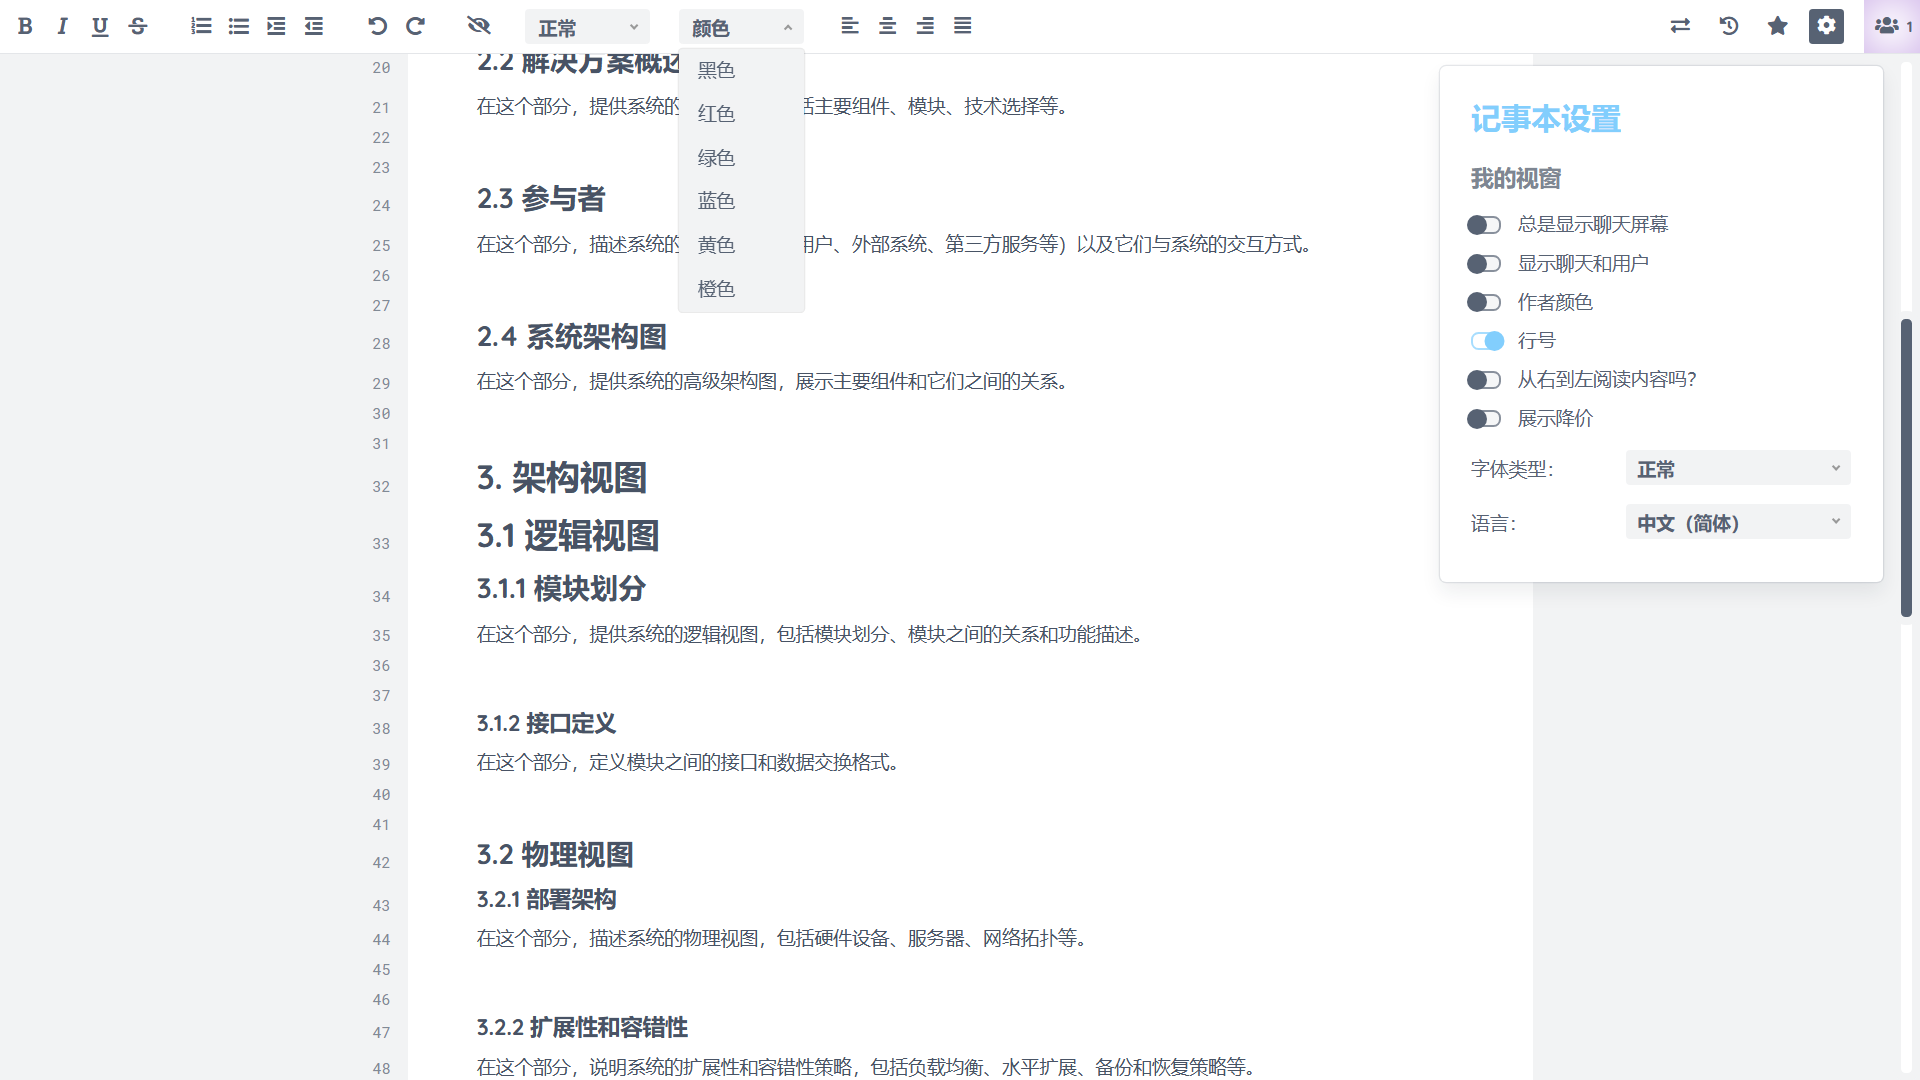 B I U S
正常
颜色
1
黑色
红色
绿色
蓝色
黄色
橙色
20
2.2 解决方案概
21
在这个部分，提供系统的
主要组件、模块、技术选择等。
22
23
24
2.3 参与者
25
在这个部分，描述系统的
用户、外部系统、第三方服务等）以及它们与系统的交互方式。
26
27
28
2.4 系统架构图
29
在这个部分，提供系统的高级架构图，展示主要组件和它们之间的关系。
30
31
32
3. 架构视图
33
3.1 逻辑视图
34
3.1.1 模块划分
35
在这个部分，提供系统的逻辑视图，包括模块划分、模块之间的关系和功能描述。
36
37
38
3.1.2 接口定义
39
在这个部分，定义模块之间的接口和数据交换格式。
40
41
42
3.2 物理视图
43
3.2.1 部署架构
44
在这个部分，描述系统的物理视图，包括硬件设备、服务器、网络拓扑等。
45
46
47
3.2.2 扩展性和容错性
48
在这个部分，说明系统的扩展性和容错性策略，包括负载均衡、水平扩展、备份和恢复策略等。
记事本设置
我的视窗
总是显示聊天屏幕
显示聊天和用户
作者颜色
行号
从右到左阅读内容吗？
展示降价
字体类型：
正常
语言：
中文（简体）